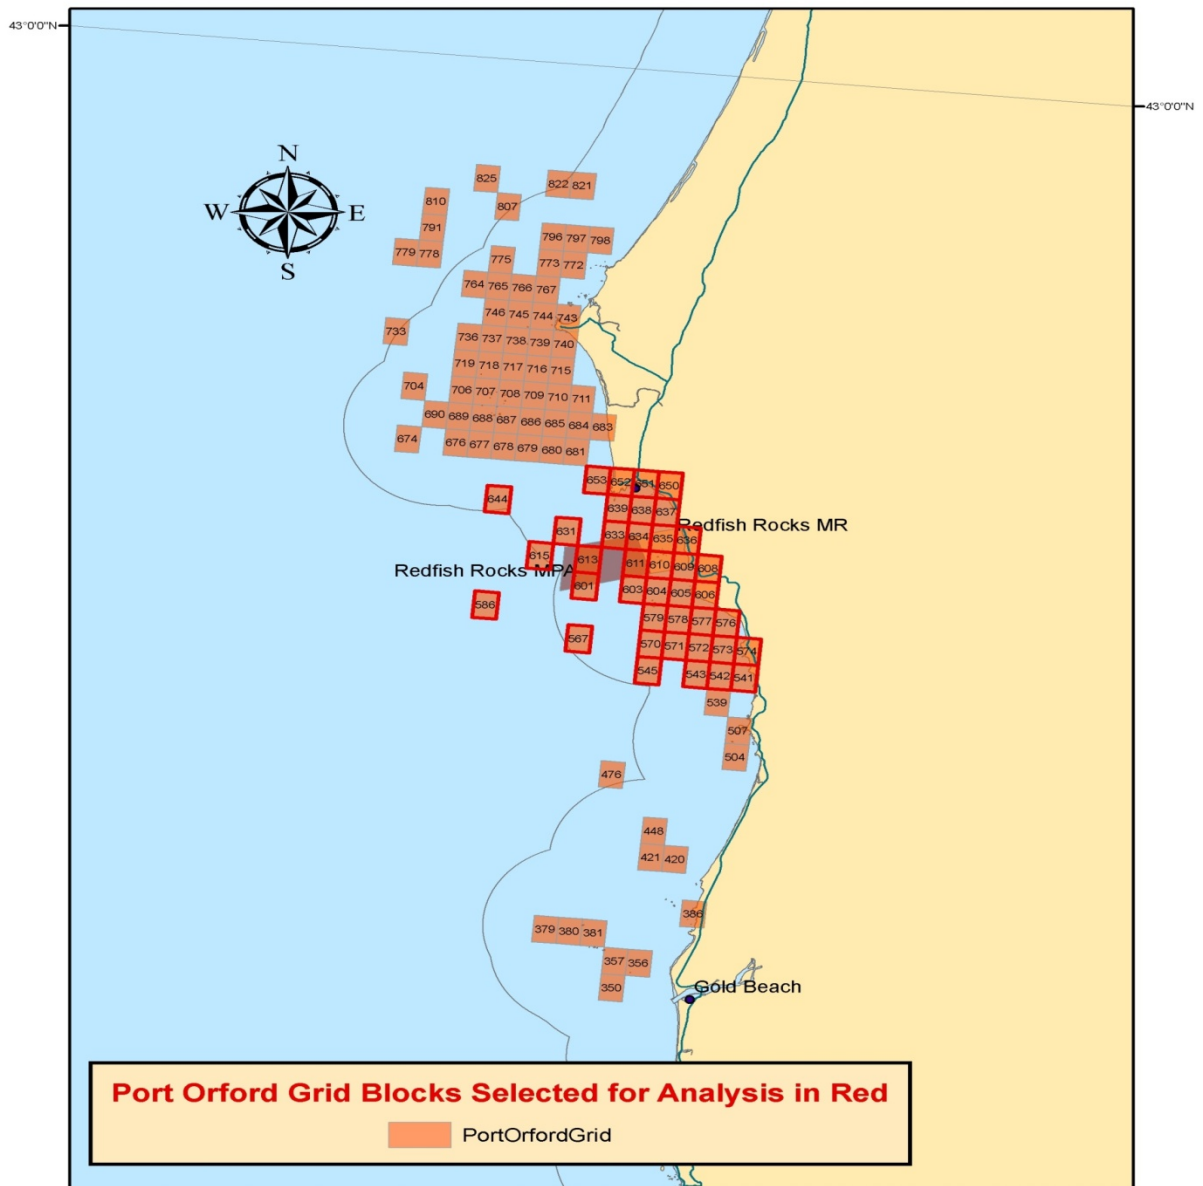 43°0'0"N
43°0'0"N
N
W E
S
825
822 821
810
807
791
796 797 798
779 778
775
773 772
764 765 766 767
746 745 744 743
733
736 737 738 739 740
719 718 717 716 715
704
706 707 708 709 710 711
690 689 688 687 686 685 684 683
674
676 677 678 679 680 681
653 652 651 650
644
639 638 637
Redfish Rocks MR
631
633 634 635 636
615
613
611 610 609 608
Redfish Rocks MPA
601
603 604 605 606
586
579 578 577 576
567
570 571 572 573 574
545
543 542 541
539
507
504
476
448
421 420
386
379 380 381
357 356
350
Gold Beach
Port Orford Grid Blocks Selected for Analysis in Red
PortOrfordGrid